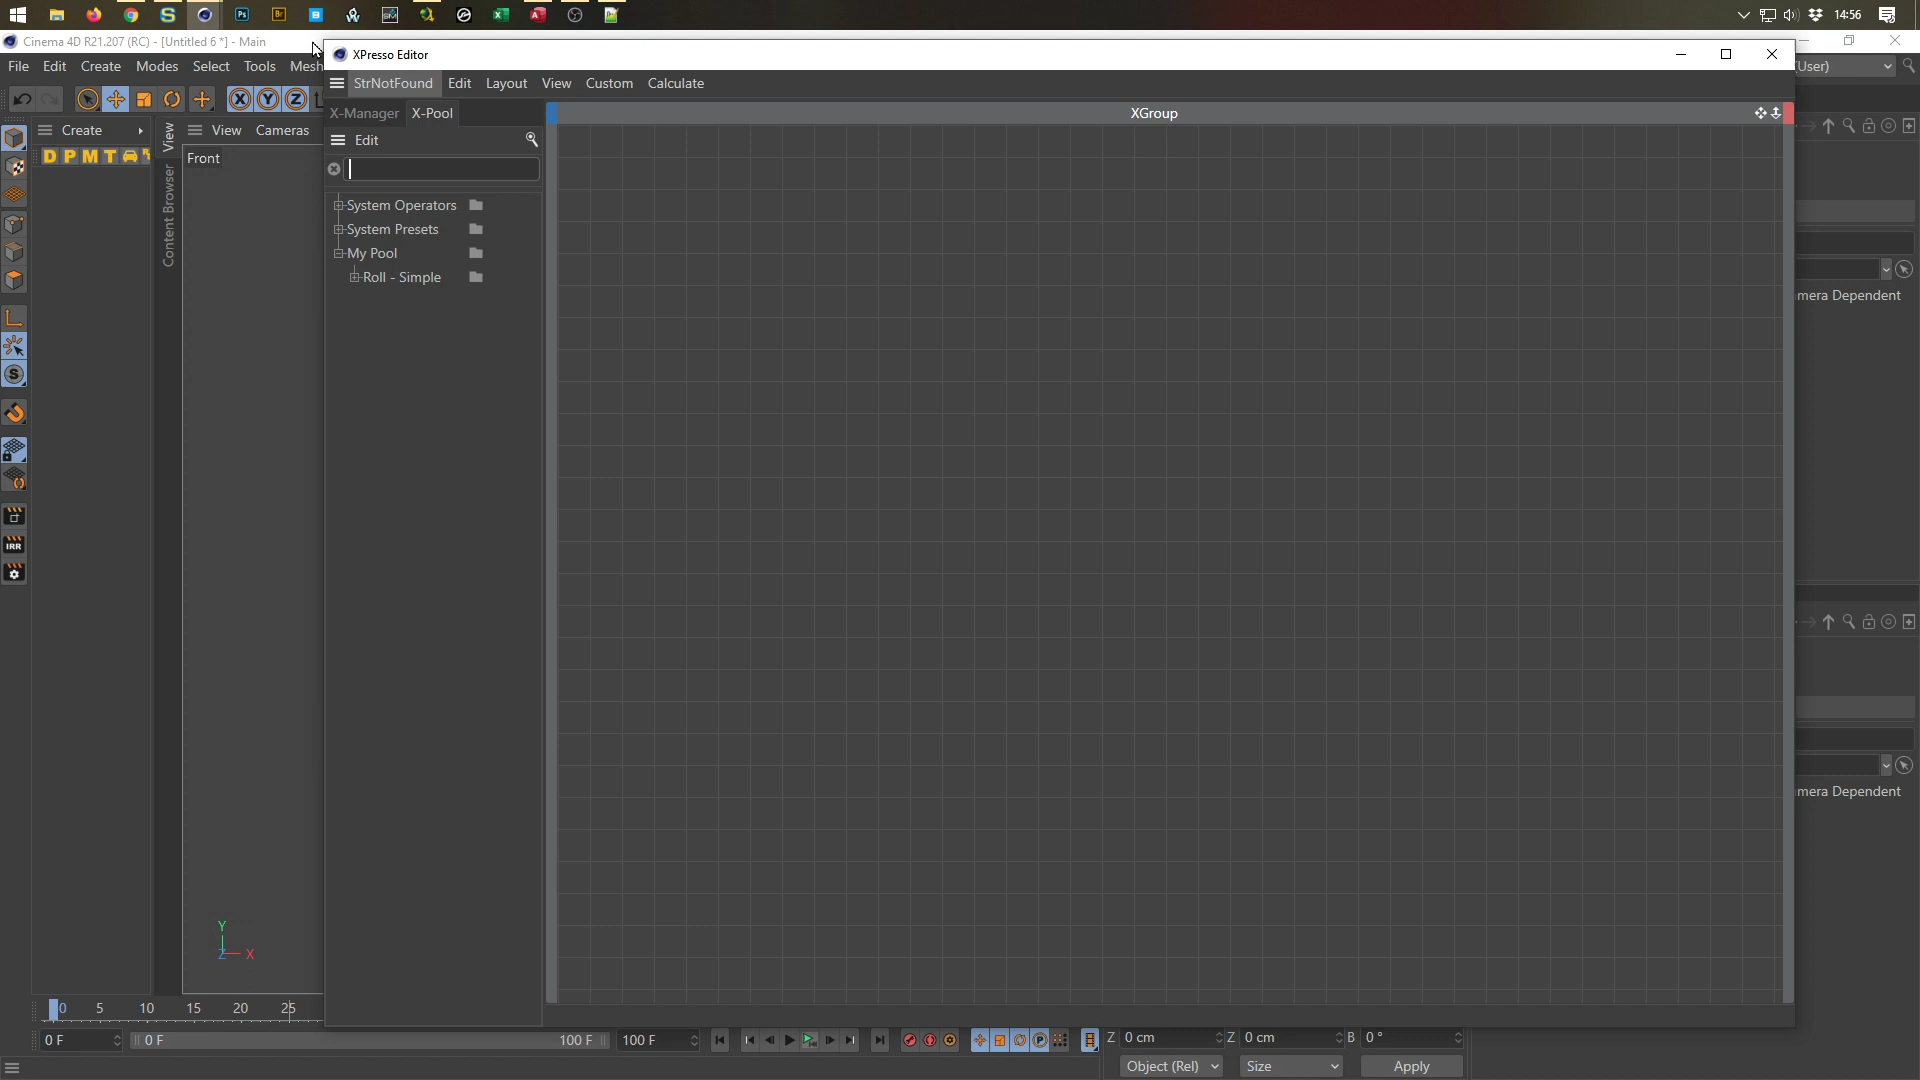 14:56
Cinema 4D R21.207 (RC) - [Untitled 6 *] - Main
XPresso Editor
File Edit Create Modes Select Tools Mesh
User)
StrNotFound Edit Layout View Custom Calculate
X-Manager X-Pool
XGroup
Create
View Cameras
Edit
D P M T
Front
View
Content Browser
System Operators
System Presets
My Pool
Roll - Simple
mera Dependent
IRR
mera Dependent
Y
Z X
0 5 10 15 20 25
0 F 0 F 100 F 100 F
Z 0 cm Z 0 cm B 0 °
Object (Rel) Size Apply